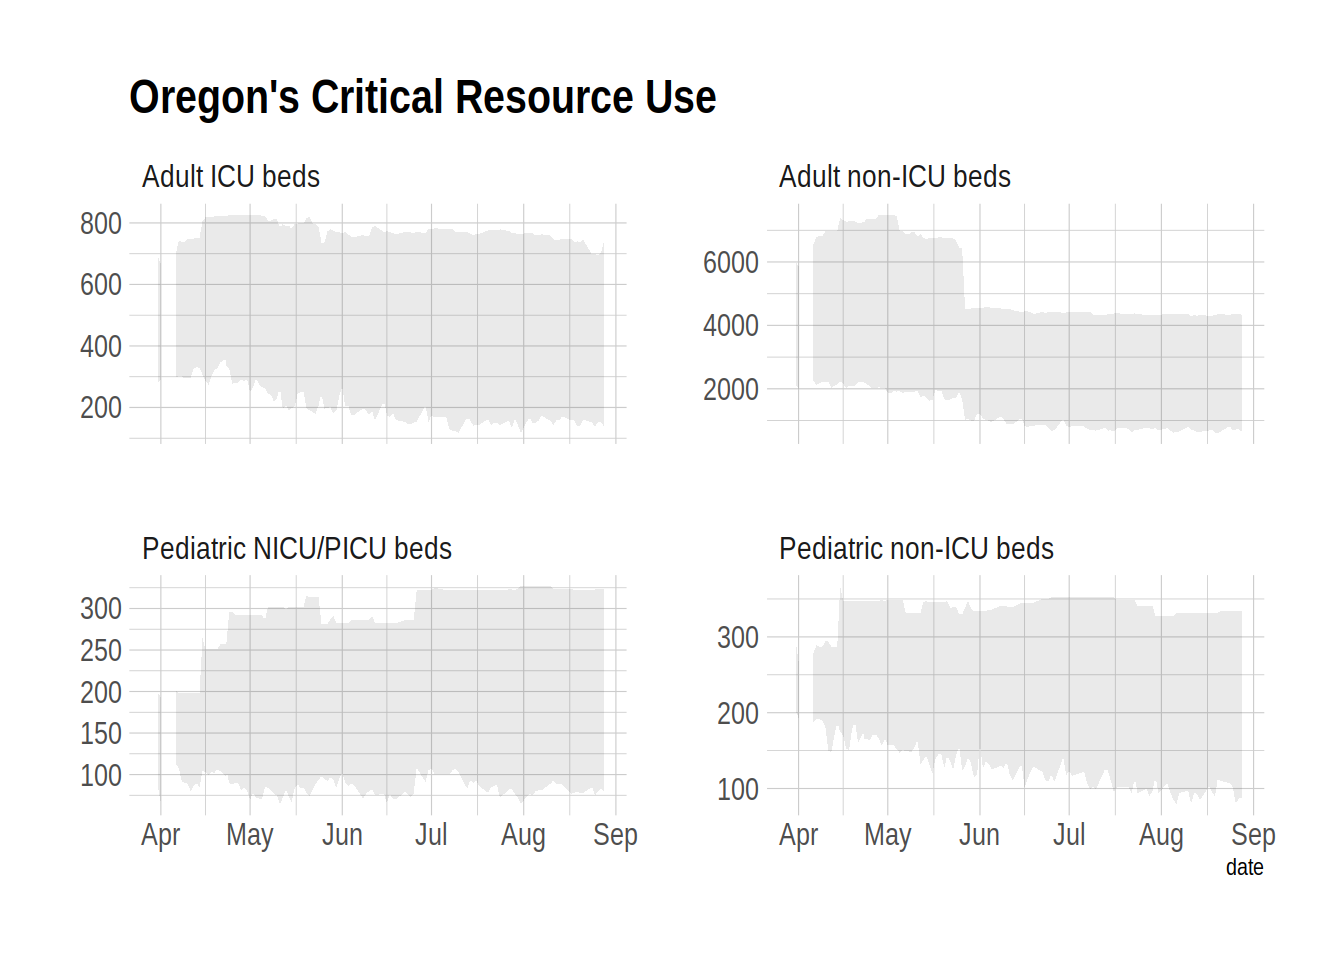 Oregon's Critical Resource Use
Adult ICU beds
Adult non-ICU beds
800
600
400
200
6000
4000
2000
Pediatric NICU/PICU beds
Pediatric non-ICU beds
300
250
200
150
100
300
200
100
Apr May Jun Jul Aug Sep
Apr May Jun Jul Aug Sep
date